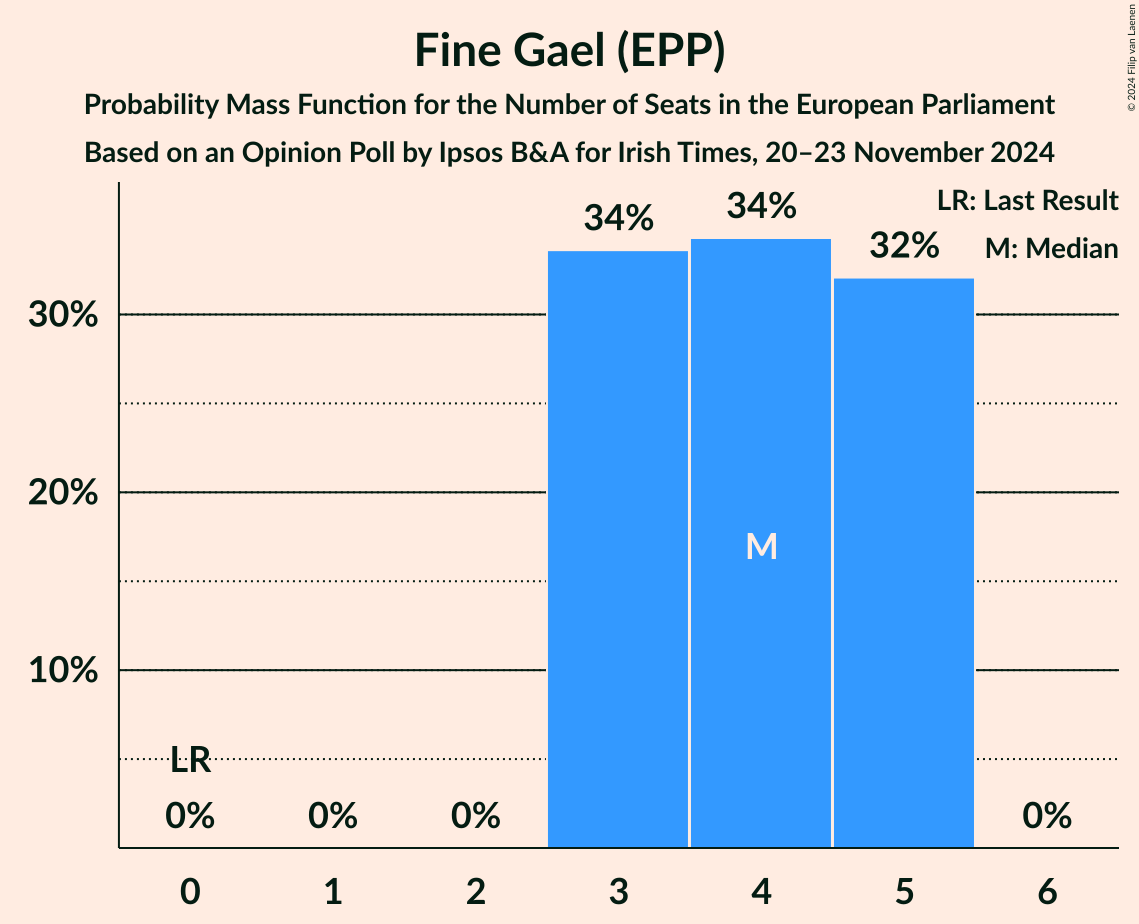 Fine Gael (EPP)
Probability Mass Function for the Number of Seats in the European Parliament
Based on an Opinion Poll by Ipsos B&A for Irish Times, 20–23 November 2024
© 2024 Filip van Laenen
LR: Last Result
M: Median
34%
34%
32%
30%
20%
10%
M
LR
0%
0%
0%
0%
0
1
2
3
4
5
6